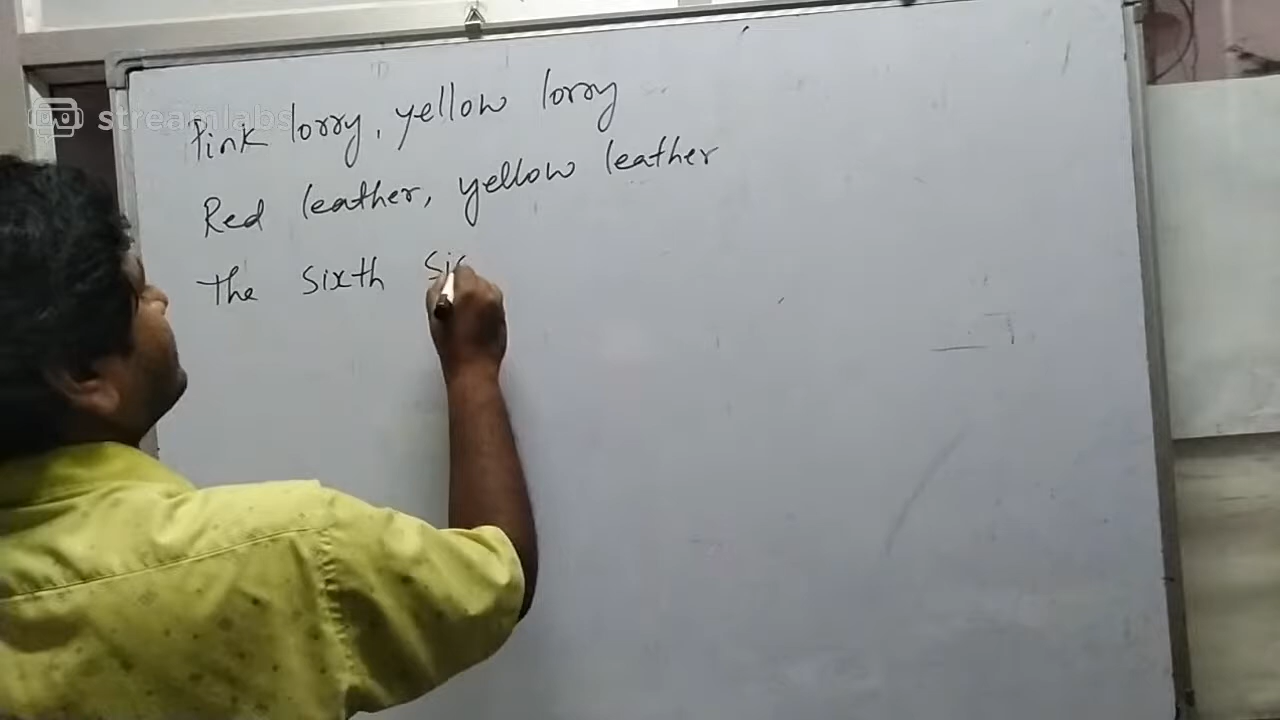 streamlabs
Pink lorry, yellow lorry
Red leather, yellow leather
The Sixth